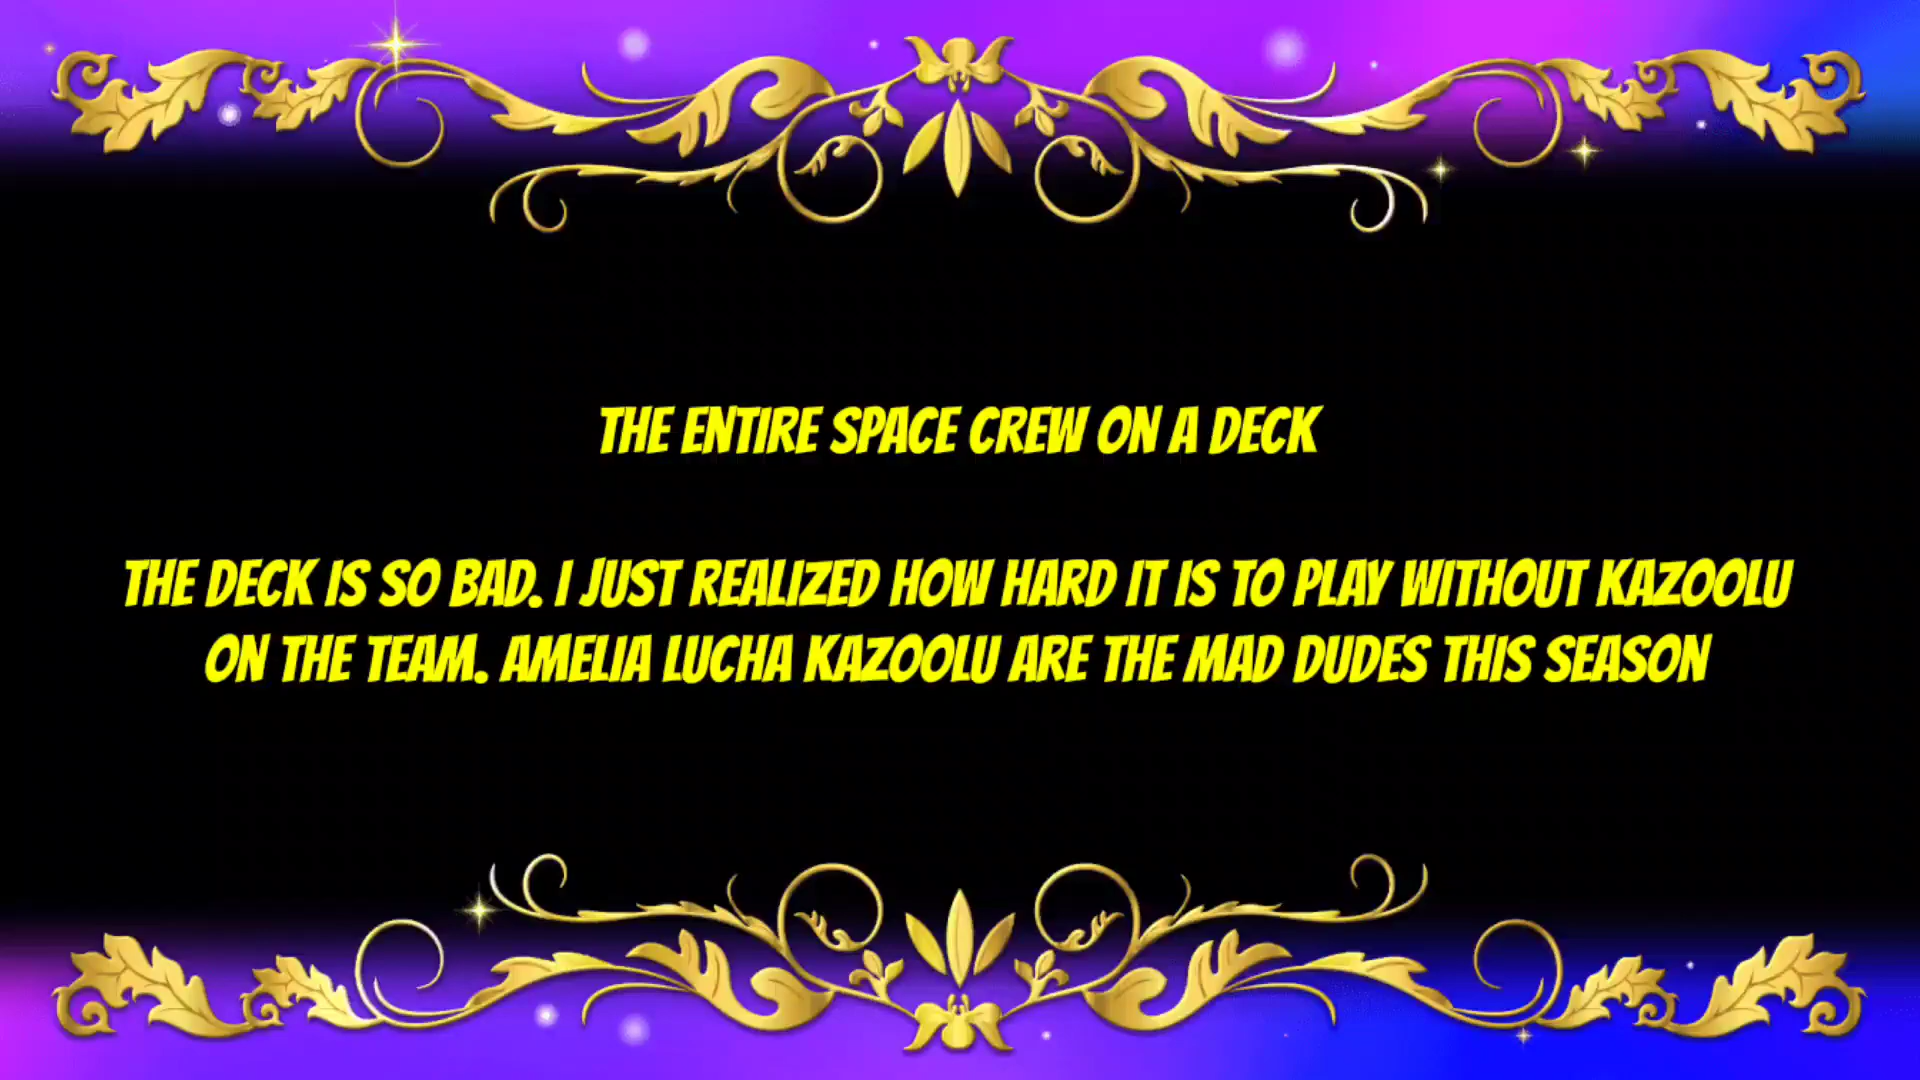 THE ENTIRE SPACE CREW ON A DECK
THE DECK IS SO BAD. I JUST REALIZED HOW HARD IT IS TO PLAY WITHOUT KAZOOLU
ON THE TEAM. AMELIA LUCHA KAZOOLU ARE THE MAD DUDES THIS SEASON